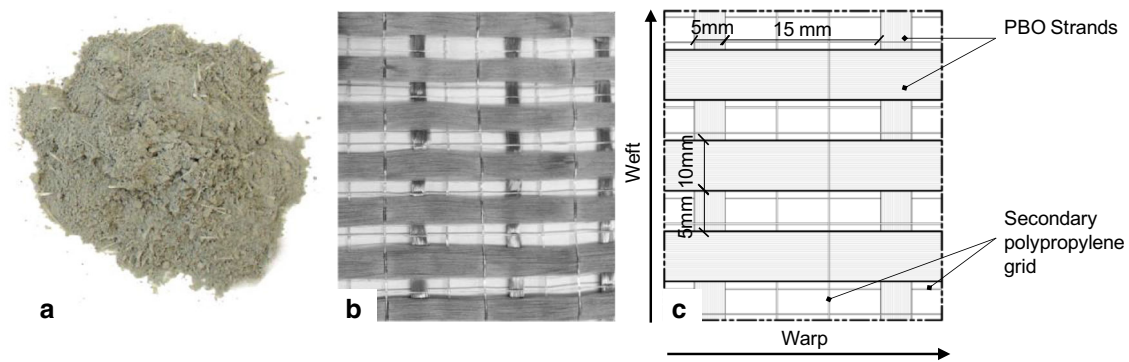 a
b
c
5mm
15 mm
10mm
5mm
Weft
Warp
PBO Strands
Secondary
polypropylene
grid